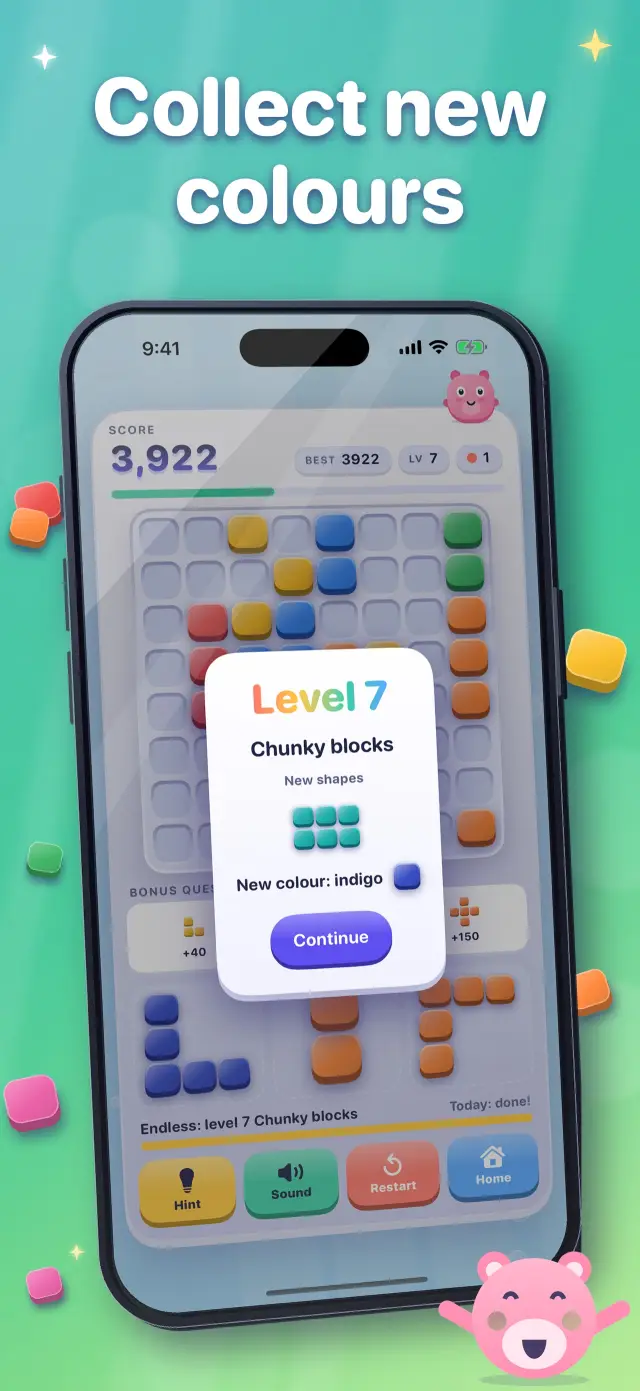 Collect new
colours
9:41
SCORE
3,922
BEST 3922
LV 7
1
Level 7
Chunky blocks
New shapes
New colour: indigo
Continue
BONUS
+40
+150
Endless: level 7 Chunky blocks
Today: done!
Hint
Sound
Restart
Home